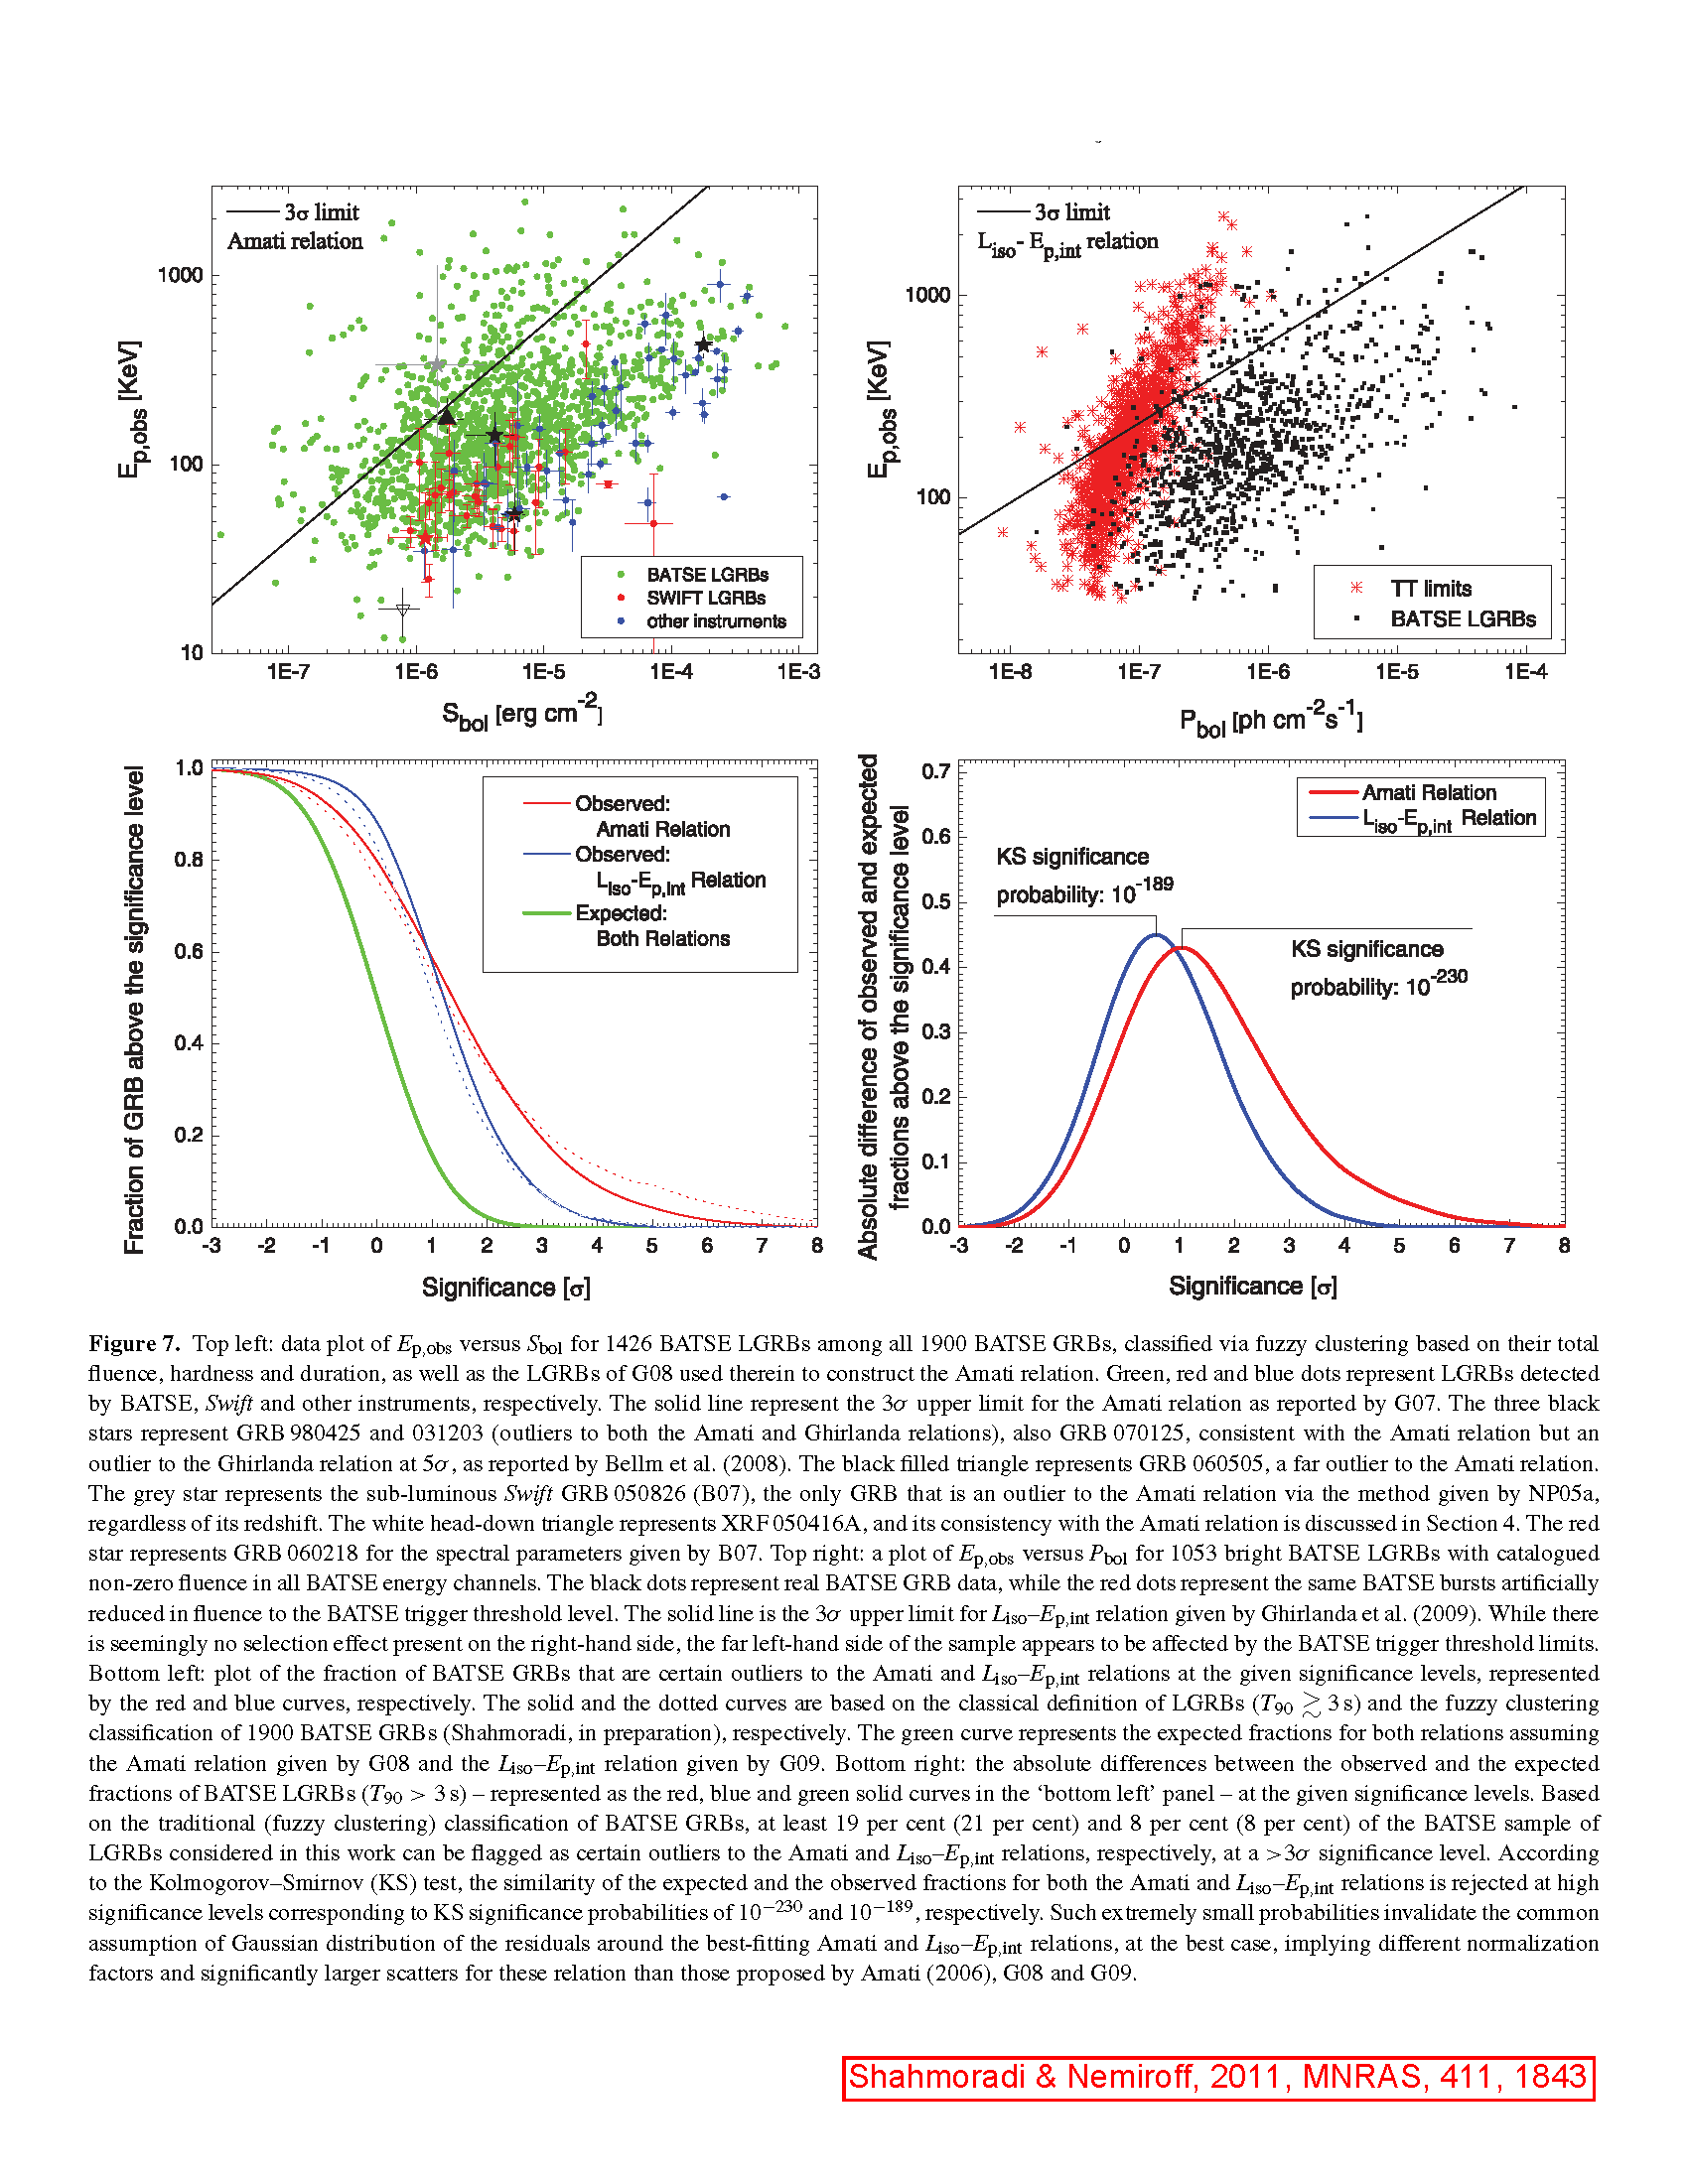 3σ limit
Amati relation
1000
100
10
E_p,obs [KeV]
BATSE LGRBs
SWIFT LGRBs
other instruments
1E-7 1E-6 1E-5 1E-4 1E-3
S_bol [erg cm^-2]
3σ limit
L_iso- E_p,int relation
1000
100
E_p,obs [KeV]
TT limits
BATSE LGRBs
1E-8 1E-7 1E-6 1E-5 1E-4
P_bol [ph cm^-2s^-1]
Fraction of GRB above the significance level
1.0
0.8
0.6
0.4
0.2
0.0
Observed:
Amati Relation
Observed:
L_iso-E_p,int Relation
Expected:
Both Relations
-3 -2 -1 0 1 2 3 4 5 6 7 8
Significance [σ]
Absolute difference of observed and expected
fractions above the significance level
0.7
0.6
0.5
0.4
0.3
0.2
0.1
0.0
Amati Relation
L_iso-E_p,int Relation
KS significance
probability: 10^-189
KS significance
probability: 10^-230
-3 -2 -1 0 1 2 3 4 5 6 7 8
Significance [σ]
Figure 7. Top left: data plot of E_p,obs versus S_bol for 1426 BATSE LGRBs among all 1900 BATSE GRBs, classified via fuzzy clustering based on their total
fluence, hardness and duration, as well as the LGRBs of G08 used therein to construct the Amati relation. Green, red and blue dots represent LGRBs detected
by BATSE, Swift and other instruments, respectively. The solid line represent the 3σ upper limit for the Amati relation as reported by G07. The three black
stars represent GRB 980425 and 031203 (outliers to both the Amati and Ghirlanda relations), also GRB 070125, consistent with the Amati relation but an
outlier to the Ghirlanda relation at 5σ, as reported by Bellm et al. (2008). The black filled triangle represents GRB 060505, a far outlier to the Amati relation.
The grey star represents the sub-luminous Swift GRB 050826 (B07), the only GRB that is an outlier to the Amati relation via the method given by NP05a,
regardless of its redshift. The white head-down triangle represents XRF 050416A, and its consistency with the Amati relation is discussed in Section 4. The red
star represents GRB 060218 for the spectral parameters given by B07. Top right: a plot of E_p,obs versus P_bol for 1053 bright BATSE LGRBs with catalogued
non-zero fluence in all BATSE energy channels. The black dots represent real BATSE GRB data, while the red dots represent the same BATSE bursts artificially
reduced in fluence to the BATSE trigger threshold level. The solid line is the 3σ upper limit for L_iso–E_p,int relation given by Ghirlanda et al. (2009). While there
is seemingly no selection effect present on the right-hand side, the far left-hand side of the sample appears to be affected by the BATSE trigger threshold limits.
Bottom left: plot of the fraction of BATSE GRBs that are certain outliers to the Amati and L_iso–E_p,int relations at the given significance levels, represented
by the red and blue curves, respectively. The solid and the dotted curves are based on the classical definition of LGRBs (T_90 ≳ 3 s) and the fuzzy clustering
classification of 1900 BATSE GRBs (Shahmoradi, in preparation), respectively. The green curve represents the expected fractions for both relations assuming
the Amati relation given by G08 and the L_iso–E_p,int relation given by G09. Bottom right: the absolute differences between the observed and the expected
fractions of BATSE LGRBs (T_90 > 3 s) – represented as the red, blue and green solid curves in the ‘bottom left’ panel – at the given significance levels. Based
on the traditional (fuzzy clustering) classification of BATSE GRBs, at least 19 per cent (21 per cent) and 8 per cent (8 per cent) of the BATSE sample of
LGRBs considered in this work can be flagged as certain outliers to the Amati and L_iso–E_p,int relations, respectively, at a >3σ significance level. According
to the Kolmogorov–Smirnov (KS) test, the similarity of the expected and the observed fractions for both the Amati and L_iso–E_p,int relations is rejected at high
significance levels corresponding to KS significance probabilities of 10^−230 and 10^−189, respectively. Such extremely small probabilities invalidate the common
assumption of Gaussian distribution of the residuals around the best-fitting Amati and L_iso–E_p,int relations, at the best case, implying different normalization
factors and significantly larger scatters for these relation than those proposed by Amati (2006), G08 and G09.
Shahmoradi & Nemiroff, 2011, MNRAS, 411, 1843